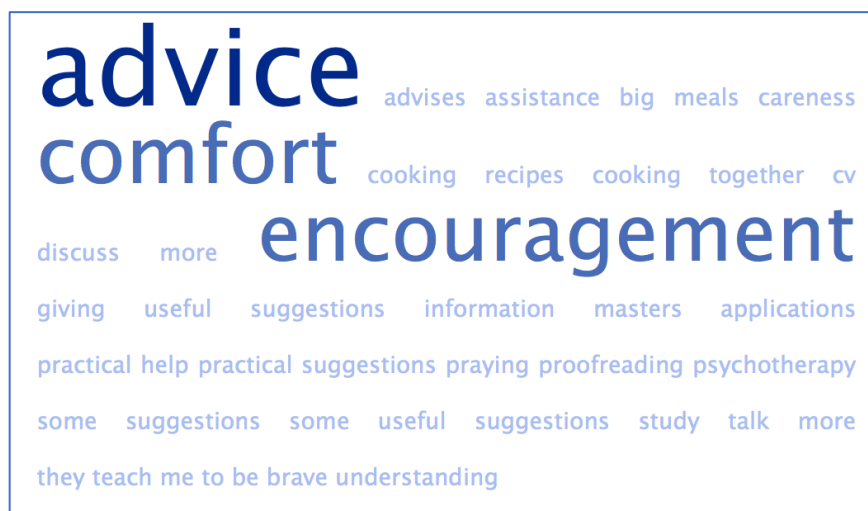 advice advises assistance big meals careness
comfort cooking recipes cooking together cv
discuss more encouragement
giving useful suggestions information masters applications
practical help practical suggestions praying proofreading psychotherapy
some suggestions some useful suggestions study talk more
they teach me to be brave understanding